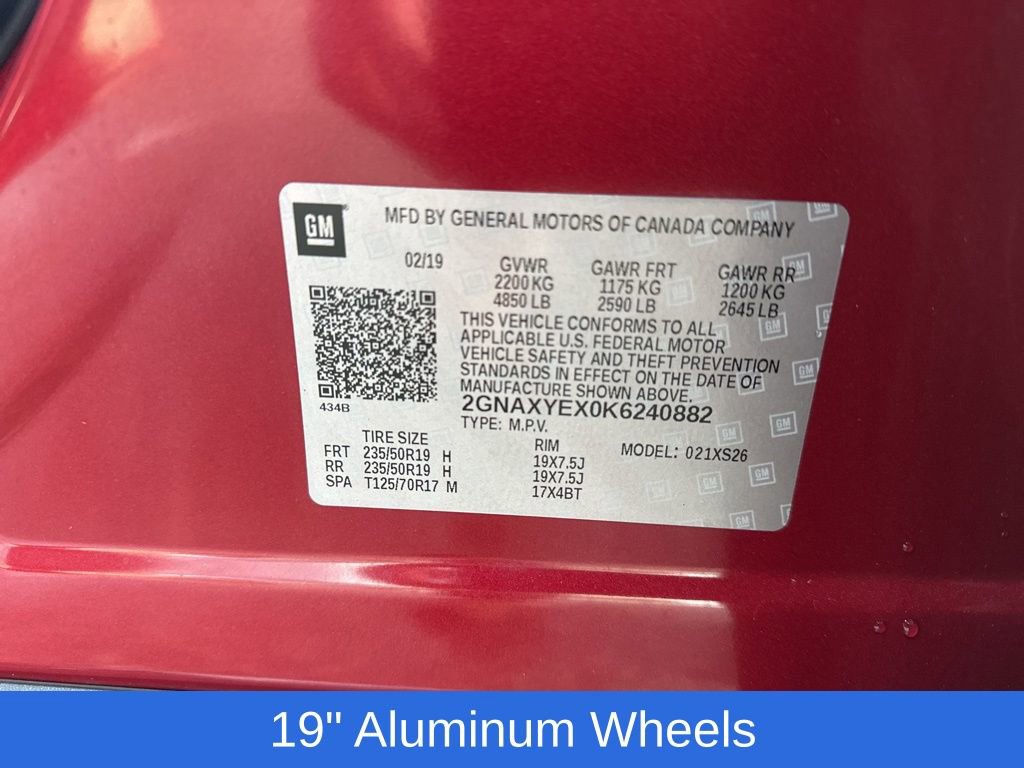 GM
MFD BY GENERAL MOTORS OF CANADA COMPANY
02/19 GVWR GAWR FRT GAWR RR
2200 KG 1175 KG 1200 KG
4850 LB 2590 LB 2645 LB
THIS VEHICLE CONFORMS TO ALL
APPLICABLE U.S. FEDERAL MOTOR
VEHICLE SAFETY AND THEFT PREVENTION
STANDARDS IN EFFECT ON THE DATE OF
MANUFACTURE SHOWN ABOVE.
434B
2GNAXYEX0K6240882
TYPE: M.P.V.
TIRE SIZE RIM MODEL: 021XS26
FRT 235/50R19 H 19X7.5J
RR 235/50R19 H 19X7.5J
SPA T125/70R17 M 17X4BT
19" Aluminum Wheels